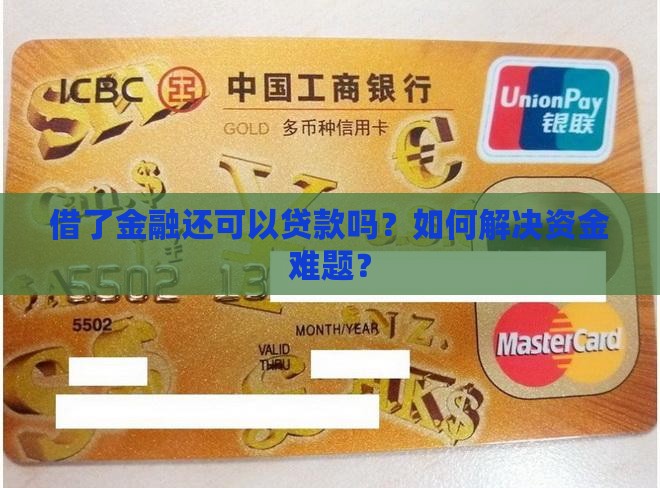 ICBC 中国工商银行
UnionPay
银联
GOLD 多币种信用卡
借了金融还可以贷款吗？如何解决资金
难题？
5502 13
5502
MONTH/YEAR
VALID
THRU
MasterCard